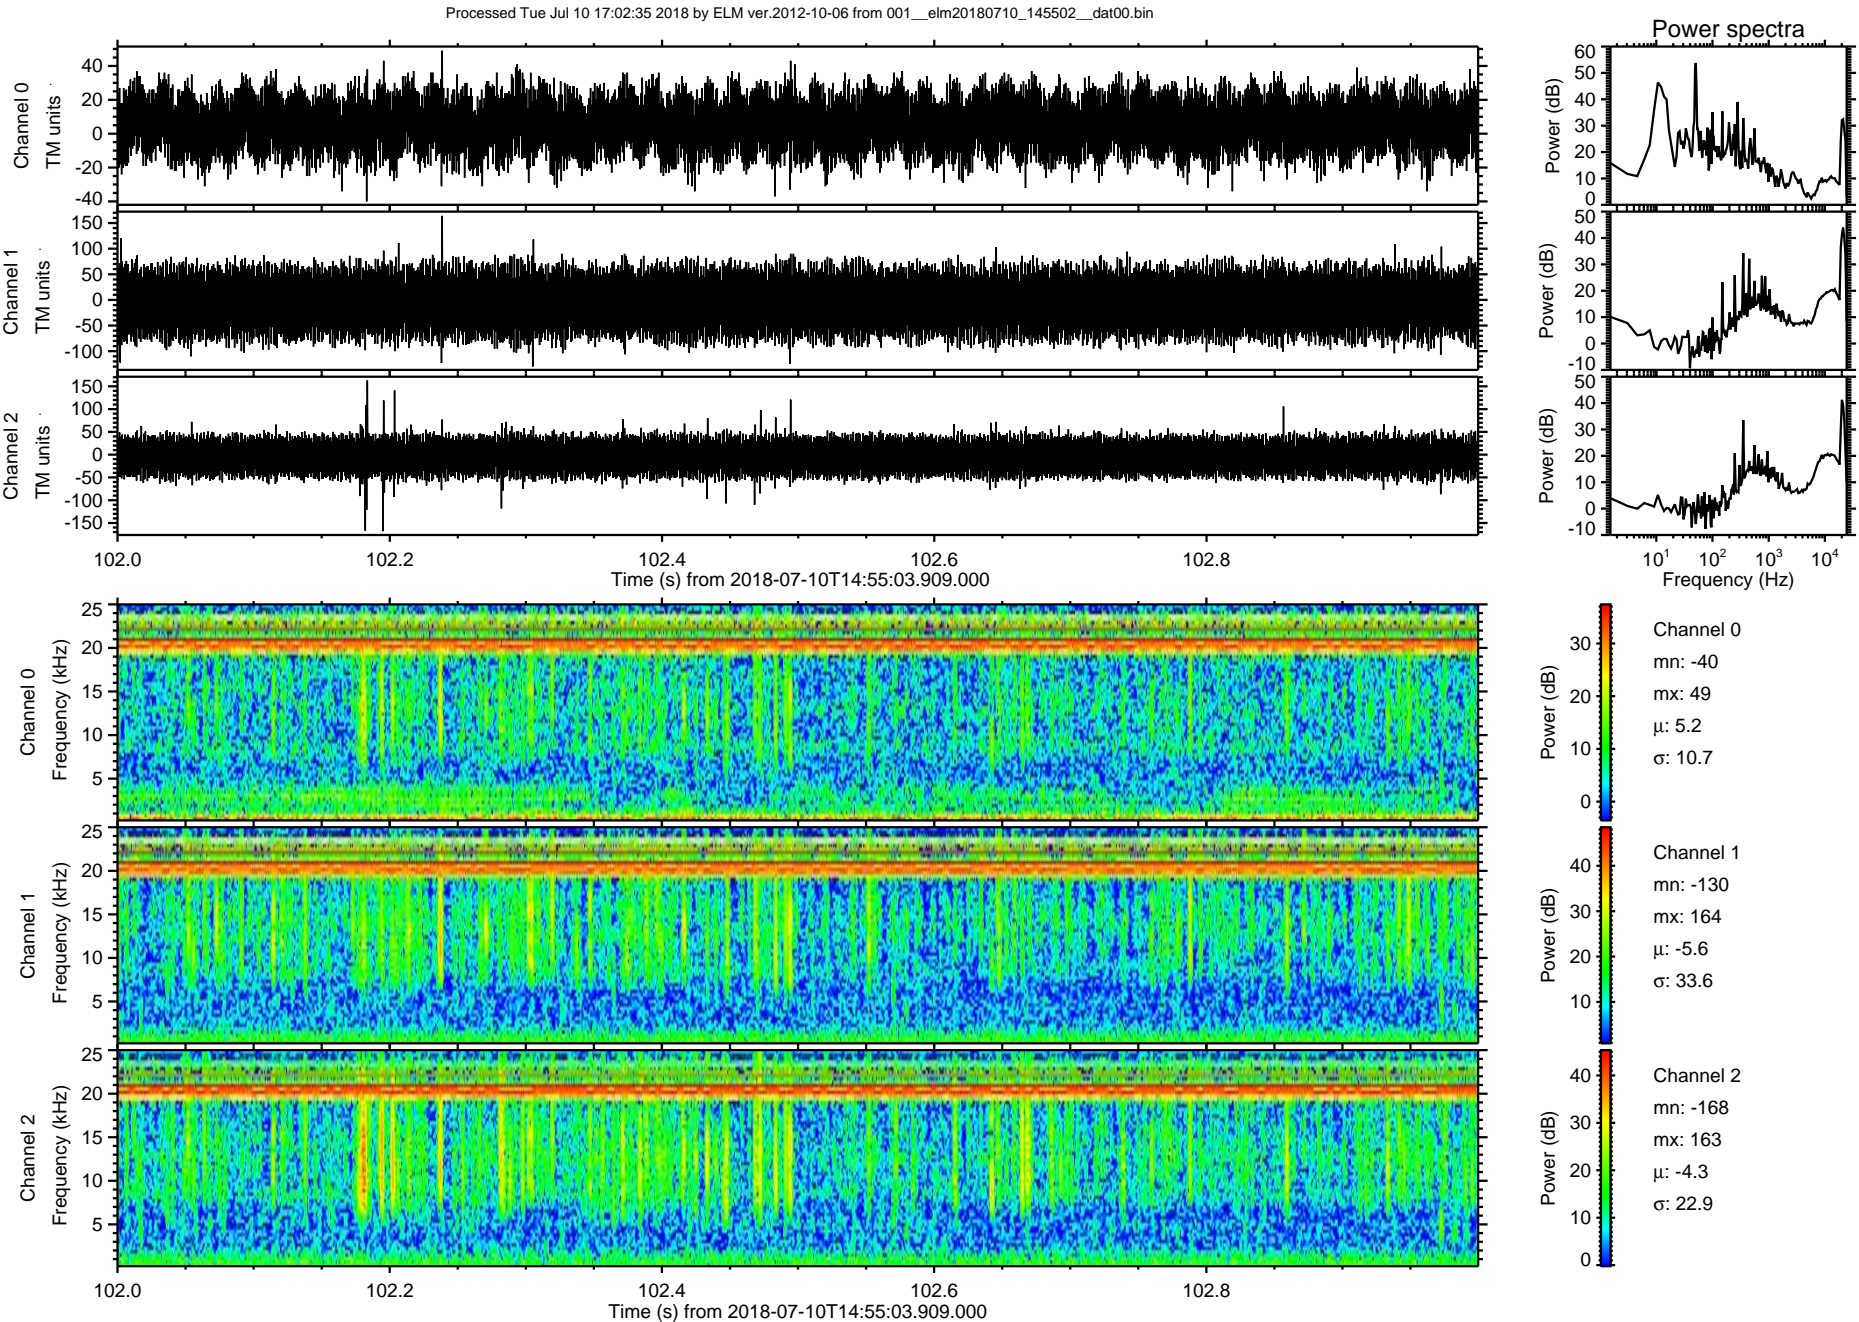 Processed Tue Jul 10 17:02:35 2018 by ELM ver.2012-10-06 from 001__elm20180710_145502__dat00.bin
Power spectra
Channel 0
TM units
40
20
0
-20
-40
Power (dB)
60
50
40
30
20
10
0
Channel 1
TM units
150
100
50
0
-50
-100
Power (dB)
50
40
30
20
10
0
-10
Channel 2
TM units
150
100
50
0
-50
-100
-150
Power (dB)
50
40
30
20
10
0
-10
102.0 102.2 102.4 102.6 102.8
Time (s) from 2018-07-10T14:55:03.909.000
10^1 10^2 10^3 10^4
Frequency (Hz)
Channel 0
Frequency (kHz)
25
20
15
10
5
Power (dB)
30
20
10
0
Channel 0
mn: -40
mx: 49
µ: 5.2
σ: 10.7
Channel 1
Frequency (kHz)
25
20
15
10
5
Power (dB)
40
30
20
10
Channel 1
mn: -130
mx: 164
µ: -5.6
σ: 33.6
Channel 2
Frequency (kHz)
25
20
15
10
5
Power (dB)
40
30
20
10
0
Channel 2
mn: -168
mx: 163
µ: -4.3
σ: 22.9
102.0 102.2 102.4 102.6 102.8
Time (s) from 2018-07-10T14:55:03.909.000